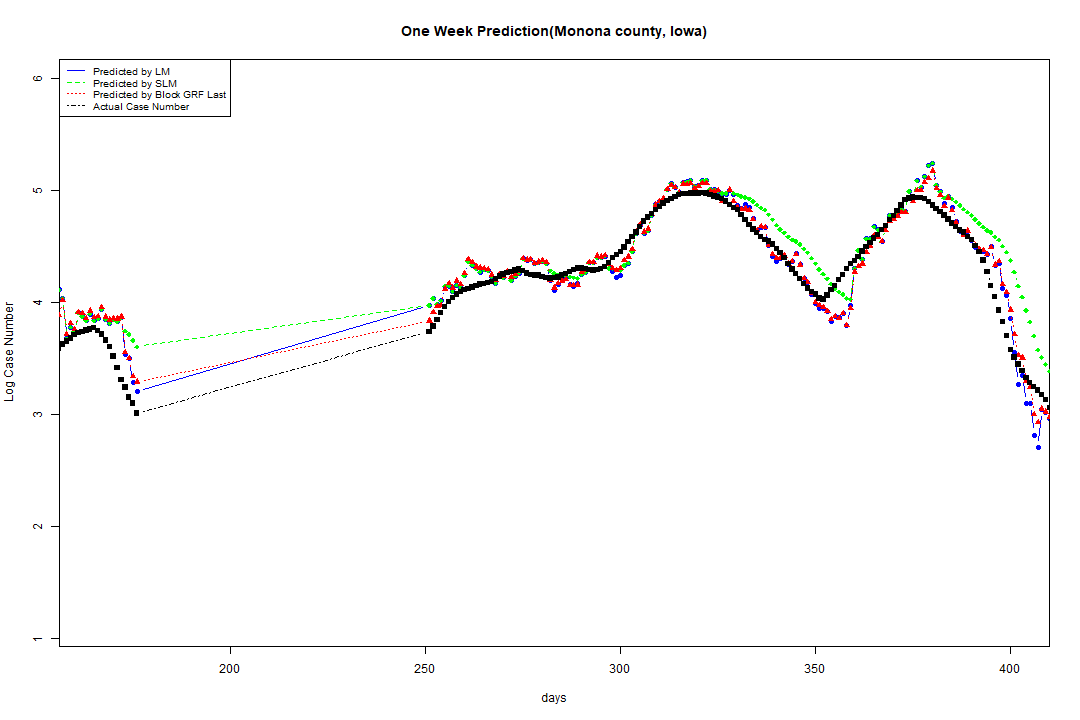 One Week Prediction(Monona county, Iowa)
Predicted by LM
Predicted by SLM
Predicted by Block GRF Last
Actual Case Number
6
5
4
3
2
1
Log Case Number
200 250 300 350 400
days